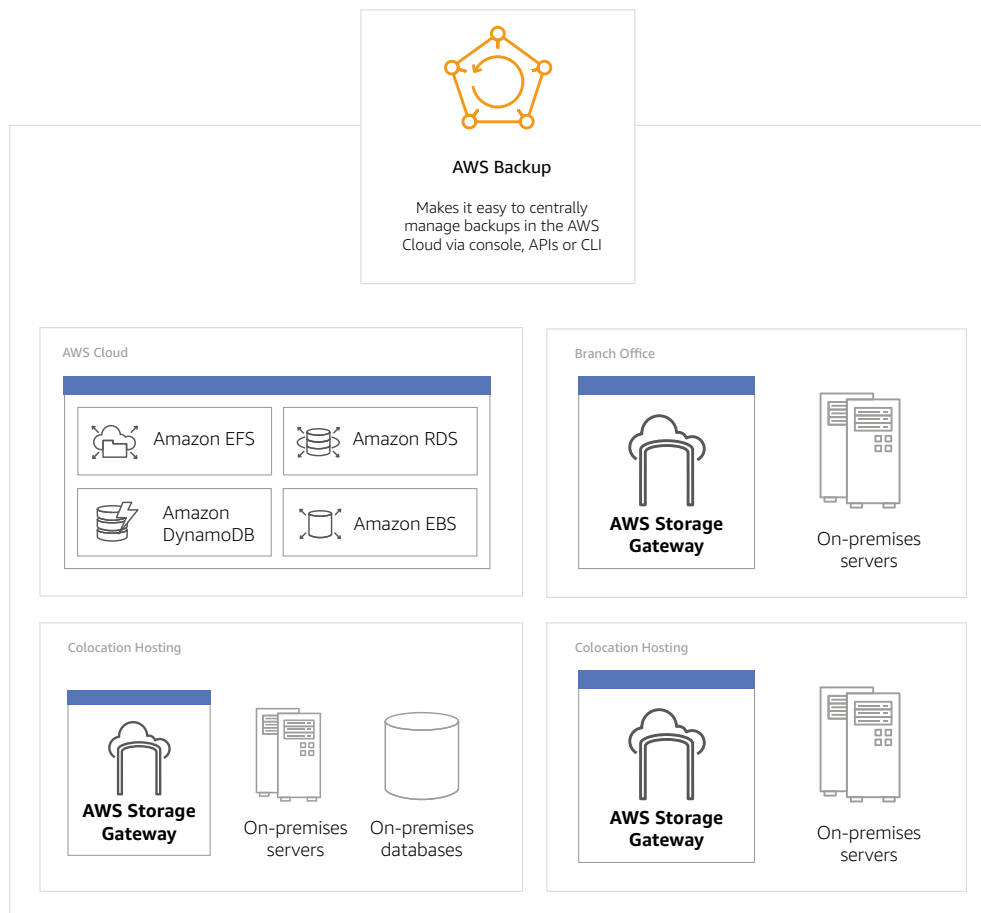 AWS Backup
Makes it easy to centrally
manage backups in the AWS
Cloud via console, APIs or CLI
AWS Cloud
Amazon EFS
Amazon RDS
Amazon
DynamoDB
Amazon EBS
Branch Office
AWS Storage
Gateway
On-premises
servers
Colocation Hosting
AWS Storage
Gateway
On-premises
servers
On-premises
databases
Colocation Hosting
AWS Storage
Gateway
On-premises
servers